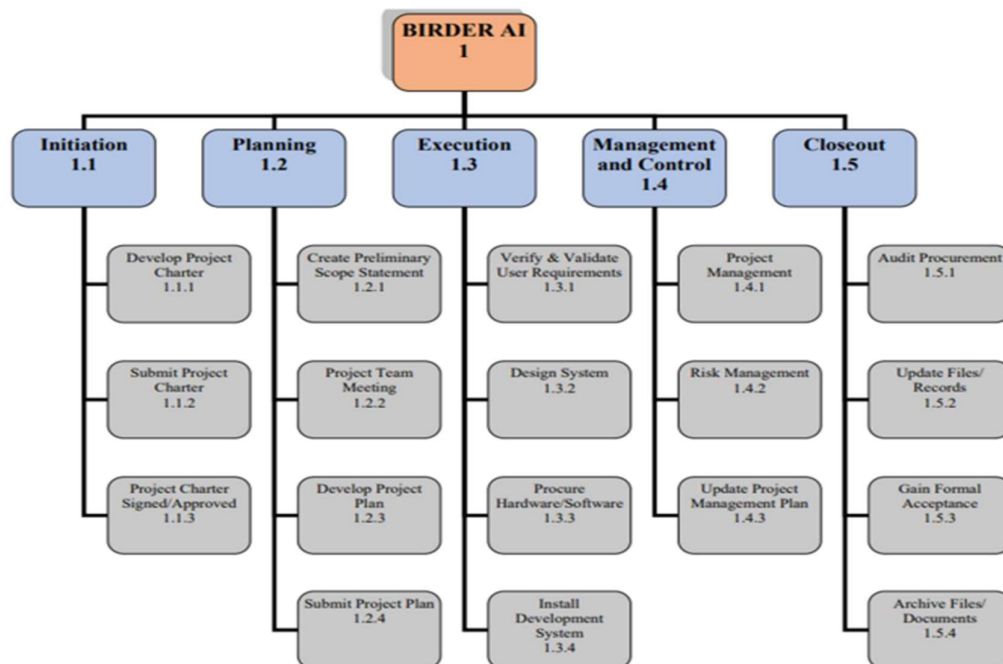 BIRDER AI
1
Initiation
1.1
Planning
1.2
Execution
1.3
Management
and Control
1.4
Closeout
1.5
Develop Project
Charter
1.1.1
Create Preliminary
Scope Statement
1.2.1
Verify & Validate
User Requirements
1.3.1
Project
Management
1.4.1
Audit Procurement
1.5.1
Submit Project
Charter
1.1.2
Project Team
Meeting
1.2.2
Design System
1.3.2
Risk Management
1.4.2
Update Files/
Records
1.5.2
Project Charter
Signed/Approved
1.1.3
Develop Project
Plan
1.2.3
Procure
Hardware/Software
1.3.3
Update Project
Management Plan
1.4.3
Gain Formal
Acceptance
1.5.3
Submit Project Plan
1.2.4
Install
Development
System
1.3.4
Archive Files/
Documents
1.5.4